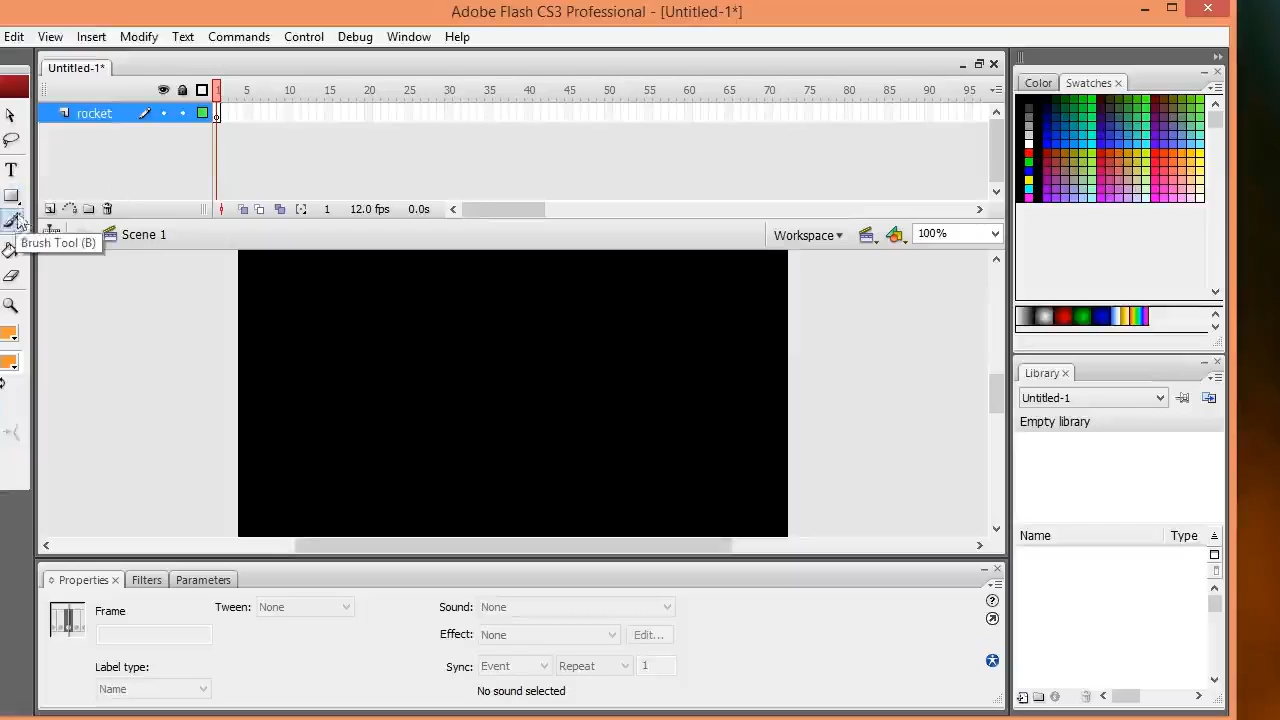 Adobe Flash CS3 Professional - [Untitled-1*]
Edit View Insert Modify Text Commands Control Debug Window Help
Untitled-1*
1 5 10 15 20 25 30 35 40 45 50 55 60 65 70 75 80 85 90 95
rocket
1 12.0 fps 0.0s
Scene 1
Workspace
100%
Brush Tool (B)
Color Swatches
Library
Untitled-1
Empty library
Name Type
Properties Filters Parameters
Frame
Tween: None
Label type:
Name
Sound: None
Effect: None Edit...
Sync: Event Repeat 1
No sound selected